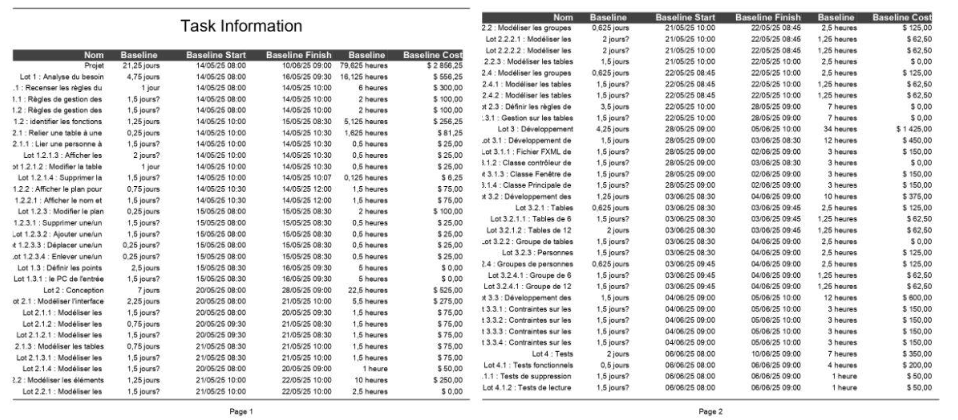 Task Information
Nom Baseline Baseline Start Baseline Finish Baseline Baseline Cost
Projet 21,25 jours 14/05/25 08:00 10/06/25 09:00 79,625 heures $ 2 856,25
Lot 1 : Analyse du besoin 4,75 jours 14/05/25 08:00 16/05/25 09:30 16,125 heures $ 556,25
.1 : Recenser les règles du 1 jour 14/05/25 08:00 14/05/25 10:00 6 heures $ 300,00
1.1 : Règles de gestion des 1,5 jours? 14/05/25 08:00 14/05/25 10:00 2 heures $ 100,00
1.2 : Règles de gestion des 1,5 jours? 14/05/25 08:00 14/05/25 10:00 2 heures $ 100,00
1.2 : identifier les fonctions 1,25 jours 14/05/25 10:00 15/05/25 08:30 5,125 heures $ 256,25
2.1 : Relier une table à une 0,25 jours 14/05/25 10:00 14/05/25 10:30 1,625 heures $ 81,25
2.1.1 : Lier une personne à 1,5 jours? 14/05/25 10:00 14/05/25 10:30 0,5 heures $ 25,00
Lot 1.2.1.3 : Afficher les 2 jours? 14/05/25 10:00 14/05/25 10:30 0,5 heures $ 25,00
ot 1.2.1.2 : Modifier la table 1 jour 14/05/25 10:00 14/05/25 10:30 0,5 heures $ 25,00
Lot 1.2.1.4 : Supprimer la 1,5 jours? 14/05/25 10:00 14/05/25 10:07 0,125 heures $ 6,25
1.2.2 : Afficher le plan pour 0,75 jours 14/05/25 10:30 14/05/25 12:00 1,5 heures $ 75,00
1.2.2.1 : Afficher le nom et 1,5 jours? 14/05/25 10:30 14/05/25 12:00 1,5 heures $ 75,00
Lot 1.2.3 : Modifier le plan 0,25 jours 15/05/25 08:00 15/05/25 08:30 2 heures $ 100,00
1.2.3.1 : Supprimer une/un 1,5 jours? 15/05/25 08:00 15/05/25 08:30 0,5 heures $ 25,00
Lot 1.2.3.2 : Ajouter une/un 1,5 jours? 15/05/25 08:00 15/05/25 08:30 0,5 heures $ 25,00
ot 1.2.3.3 : Déplacer une/un 0,25 jours? 15/05/25 08:00 15/05/25 08:30 0,5 heures $ 25,00
ot 1.2.3.4 : Enlever une/un 0,25 jours? 15/05/25 08:00 15/05/25 08:30 0,5 heures $ 25,00
Lot 1.3 : Définir les points 2,5 jours 15/05/25 08:30 16/05/25 09:30 5 heures $ 0,00
Lot 1.3.1 : le PC de l'entrée 1,5 jours? 15/05/25 08:30 16/05/25 09:30 5 heures $ 0,00
Lot 2 : Conception 7 jours 20/05/25 08:00 28/05/25 09:00 22,5 heures $ 525,00
ot 2.1 : Modéliser l'interface 2,25 jours 20/05/25 08:00 21/05/25 10:00 5,5 heures $ 275,00
Lot 2.1.1 : Modéliser les 1,5 jours? 20/05/25 08:00 20/05/25 09:30 1,5 heures $ 75,00
Lot 2.1.2 : Modéliser les 0,75 jours 20/05/25 09:30 21/05/25 08:30 1,5 heures $ 75,00
Lot 2.1.2.1 : Modéliser les 1,5 jours? 20/05/25 09:30 21/05/25 08:30 1,5 heures $ 75,00
2.1.3 : Modéliser les tables 0,75 jours 21/05/25 08:30 21/05/25 10:00 1,5 heures $ 75,00
Lot 2.1.3.1 : Modéliser les 1,5 jours? 21/05/25 08:30 21/05/25 10:00 1,5 heures $ 75,00
Lot 2.1.4 : Modéliser les 1,5 jours? 20/05/25 08:00 20/05/25 09:00 1 heure $ 50,00
2.2 : Modéliser les éléments 1,25 jours 21/05/25 10:00 22/05/25 10:00 10 heures $ 250,00
Lot 2.2.1 : Modéliser les 1,5 jours? 21/05/25 10:00 22/05/25 10:00 2,5 heures $ 0,00
Page 1
Nom Baseline Baseline Start Baseline Finish Baseline Baseline Cost
2.2 : Modéliser les groupes 0,625 jours 21/05/25 10:00 22/05/25 08:45 2,5 heures $ 125,00
Lot 2.2.2.1 : Modéliser les 2 jours? 21/05/25 10:00 22/05/25 08:45 1,25 heures $ 62,50
Lot 2.2.2.2 : Modéliser les 2 jours? 21/05/25 10:00 22/05/25 08:45 1,25 heures $ 62,50
2.2.3 : Modéliser les tables 1,5 jours 21/05/25 10:00 22/05/25 10:00 2,5 heures $ 0,00
2.4 : Modéliser les groupes 0,625 jours 22/05/25 08:45 22/05/25 10:00 2,5 heures $ 125,00
2.4.1 : Modéliser les tables 1,5 jours? 22/05/25 08:45 22/05/25 10:00 1,25 heures $ 62,50
2.4.2 : Modéliser les tables 1,5 jours? 22/05/25 08:45 22/05/25 10:00 1,25 heures $ 62,50
ot 2.3 : Définir les règles de 3,5 jours 22/05/25 10:00 28/05/25 09:00 7 heures $ 0,00
.3.1 : Gestion sur les tables 1,5 jours? 22/05/25 10:00 28/05/25 09:00 7 heures $ 0,00
Lot 3 : Développement 4,25 jours 28/05/25 09:00 05/06/25 10:00 34 heures $ 1 425,00
ot 3.1 : Développement de 1,5 jours 28/05/25 09:00 03/06/25 08:30 12 heures $ 450,00
Lot 3.1.1 : Fichier FXML de 1,5 jours? 28/05/25 09:00 02/06/25 09:00 3 heures $ 150,00
3.1.2 : Classe contrôleur de 1,5 jours? 28/05/25 09:00 03/06/25 08:30 3 heures $ 0,00
ot 3.1.3 : Classe Fenêtre de 1,5 jours? 28/05/25 09:00 02/06/25 09:00 3 heures $ 150,00
3.1.4 : Classe Principale de 1,5 jours? 28/05/25 09:00 02/06/25 09:00 3 heures $ 150,00
ot 3.2 : Développement des 1,25 jours 03/06/25 08:30 04/06/25 09:00 10 heures $ 375,00
Lot 3.2.1 : Tables 0,625 jours 03/06/25 08:30 03/06/25 09:45 2,5 heures $ 125,00
Lot 3.2.1.1 : Tables de 6 1,5 jours? 03/06/25 08:30 03/06/25 09:45 1,25 heures $ 62,50
Lot 3.2.1.2 : Tables de 12 2 jours 03/06/25 08:30 03/06/25 09:45 1,25 heures $ 62,50
Lot 3.2.2 : Groupe de tables 1,5 jours? 03/06/25 08:30 04/06/25 09:00 2,5 heures $ 0,00
Lot 3.2.3 : Personnes 1,5 jours? 03/06/25 08:30 04/06/25 09:00 2,5 heures $ 125,00
2.4 : Groupes de personnes 0,625 jours 03/06/25 09:45 04/06/25 09:00 2,5 heures $ 125,00
Lot 3.2.4.1 : Groupe de 6 1,5 jours? 03/06/25 09:45 04/06/25 09:00 1,25 heures $ 62,50
Lot 3.2.4.1 : Groupe de 12 1,5 jours? 03/06/25 09:45 04/06/25 09:00 1,25 heures $ 62,50
ot 3.3 : Développement des 1,5 jours 04/06/25 09:00 05/06/25 10:00 12 heures $ 600,00
t 3.3.1 : Contraintes sur les 1,5 jours? 04/06/25 09:00 05/06/25 10:00 3 heures $ 150,00
t 3.3.2 : Contraintes sur les 1,5 jours? 04/06/25 09:00 05/06/25 10:00 3 heures $ 150,00
t 3.3.3 : Contraintes sur les 1,5 jours? 04/06/25 09:00 05/06/25 10:00 3 heures $ 150,00
t 3.3.4 : Contraintes sur les 1,5 jours? 04/06/25 09:00 05/06/25 10:00 3 heures $ 150,00
Lot 4 : Tests 2 jours 06/06/25 08:00 10/06/25 09:00 7 heures $ 350,00
Lot 4.1 : Tests fonctionnels 0,5 jours 06/06/25 08:00 06/06/25 09:00 4 heures $ 200,00
.1.1 : Tests de suppression 1,5 jours? 06/06/25 08:00 06/06/25 09:00 1 heure $ 50,00
Lot 4.1.2 : Tests de lecture 1,5 jours? 06/06/25 08:00 06/06/25 09:00 1 heure $ 50,00
Page 2